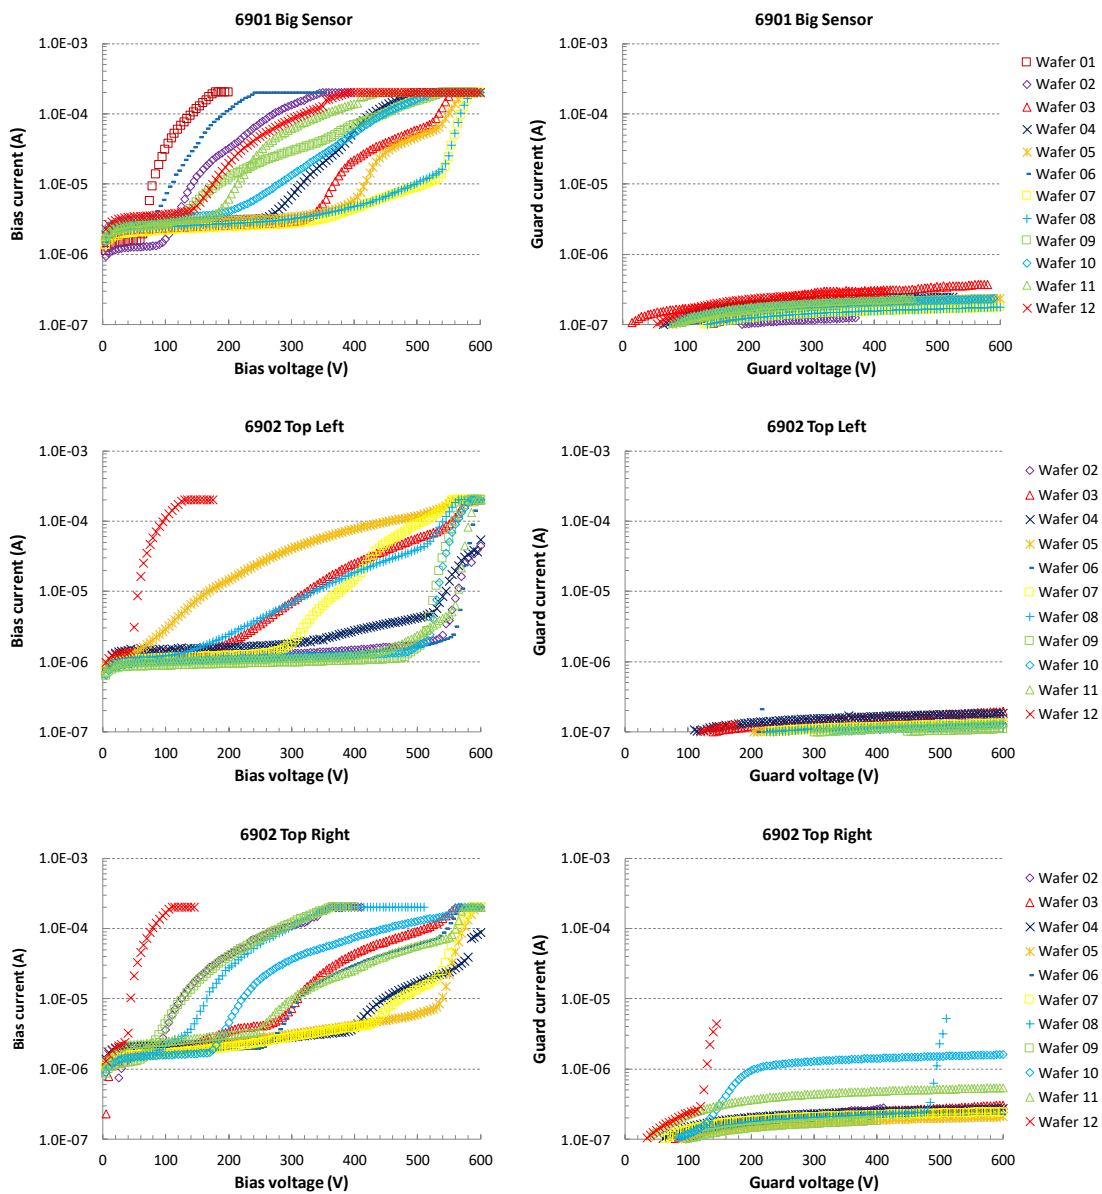 6901 Big Sensor
1.0E-03
1.0E-04
1.0E-05
1.0E-06
1.0E-07
Bias current (A)
0 100 200 300 400 500 600
Bias voltage (V)
6901 Big Sensor
1.0E-03
1.0E-04
1.0E-05
1.0E-06
1.0E-07
Guard current (A)
0 100 200 300 400 500 600
Guard voltage (V)
Wafer 01
Wafer 02
Wafer 03
Wafer 04
Wafer 05
Wafer 06
Wafer 07
Wafer 08
Wafer 09
Wafer 10
Wafer 11
Wafer 12
6902 Top Left
1.0E-03
1.0E-04
1.0E-05
1.0E-06
1.0E-07
Bias current (A)
0 100 200 300 400 500 600
Bias voltage (V)
6902 Top Left
1.0E-03
1.0E-04
1.0E-05
1.0E-06
1.0E-07
Guard current (A)
0 100 200 300 400 500 600
Guard voltage (V)
Wafer 02
Wafer 03
Wafer 04
Wafer 05
Wafer 06
Wafer 07
Wafer 08
Wafer 09
Wafer 10
Wafer 11
Wafer 12
6902 Top Right
1.0E-03
1.0E-04
1.0E-05
1.0E-06
1.0E-07
Bias current (A)
0 100 200 300 400 500 600
Bias voltage (V)
6902 Top Right
1.0E-03
1.0E-04
1.0E-05
1.0E-06
1.0E-07
Guard current (A)
0 100 200 300 400 500 600
Guard voltage (V)
Wafer 02
Wafer 03
Wafer 04
Wafer 05
Wafer 06
Wafer 07
Wafer 08
Wafer 09
Wafer 10
Wafer 11
Wafer 12